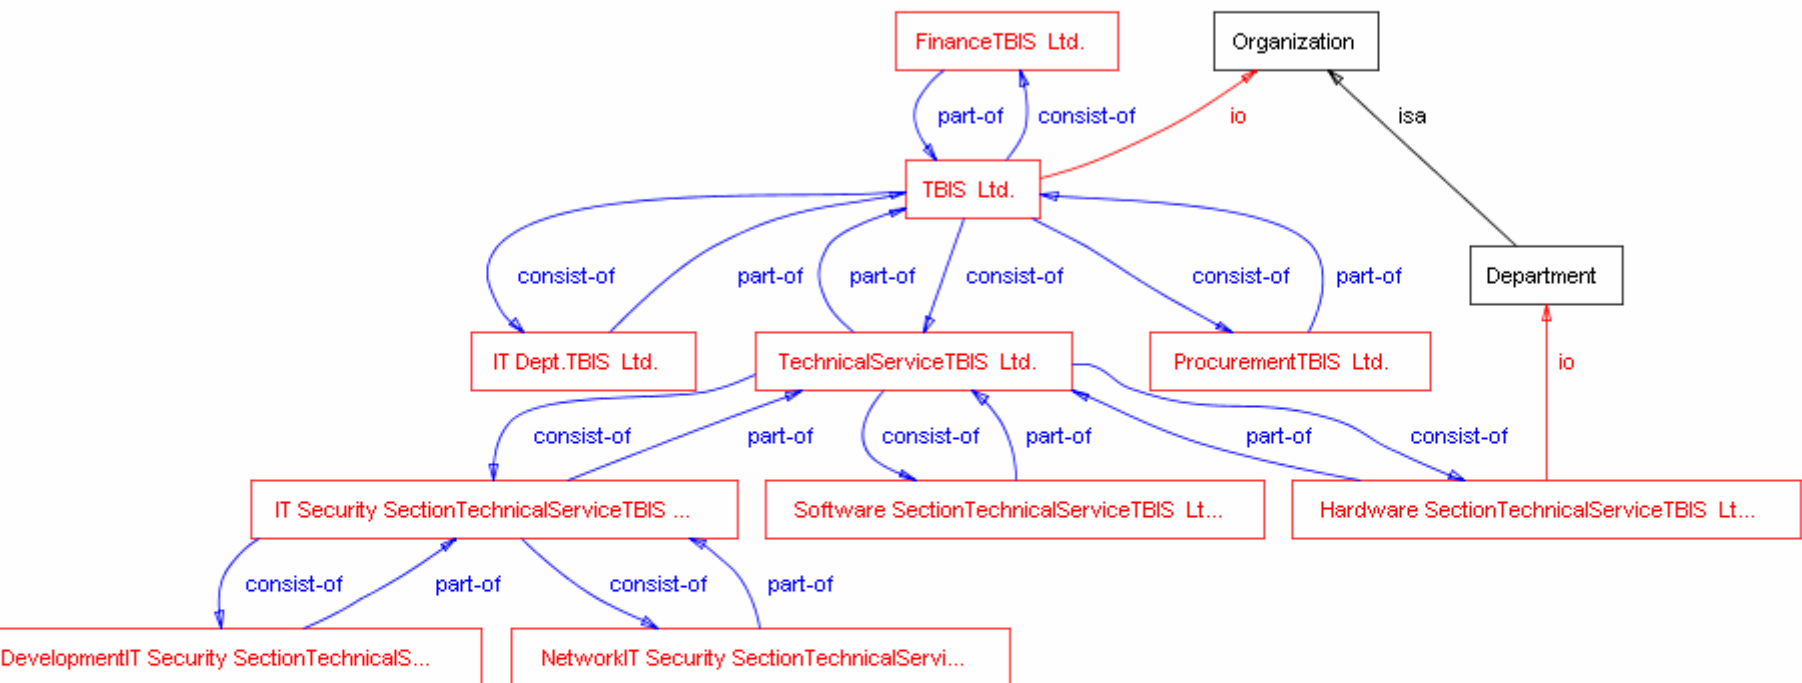 FinanceTBIS Ltd.
Organization
part-of
consist-of
io
isa
TBIS Ltd.
consist-of
part-of
part-of
consist-of
consist-of
part-of
Department
IT Dept.TBIS Ltd.
TechnicalServiceTBIS Ltd.
ProcurementTBIS Ltd.
io
consist-of
part-of
consist-of
part-of
part-of
consist-of
IT Security SectionTechnicalServiceTBIS ...
Software SectionTechnicalServiceTBIS Lt...
Hardware SectionTechnicalServiceTBIS Lt...
consist-of
part-of
consist-of
part-of
DevelopmentIT Security SectionTechnicalS...
NetworkIT Security SectionTechnicalServi...